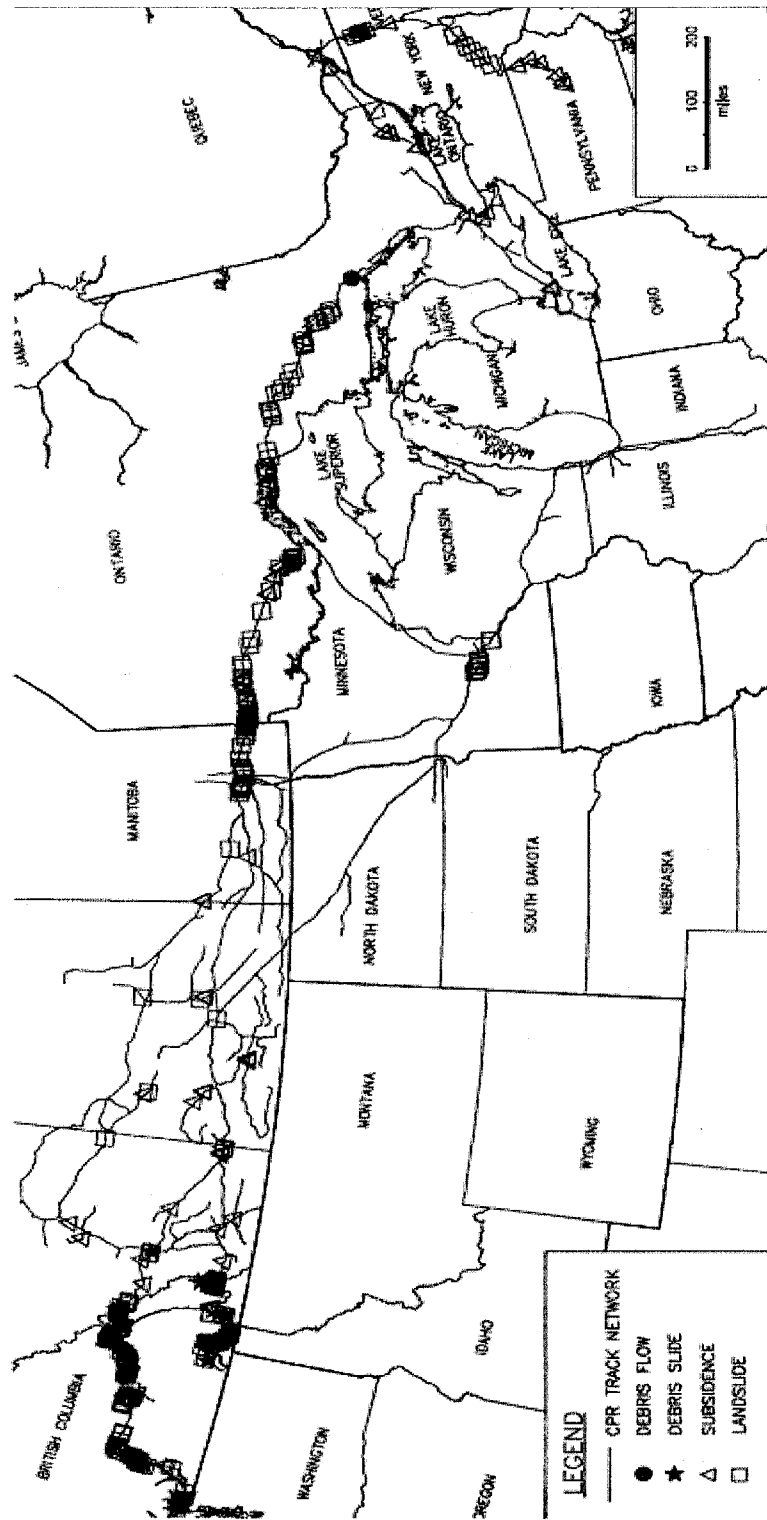 BRITISH COLUMBIA
MANITOBA
ONTARIO
QUEBEC
JAMES
WASHINGTON
OREGON
IDAHO
MONTANA
WYOMING
NORTH DAKOTA
SOUTH DAKOTA
NEBRASKA
MINNESOTA
IOWA
WISCONSIN
ILLINOIS
INDIANA
MICHIGAN
OHIO
PENNSYLVANIA
NEW YORK
LAKE
SUPERIOR
LAKE
MICHIGAN
LAKE
HURON
LAKE ERIE
LAKE
ONTARIO
LEGEND
CPR TRACK NETWORK
DEBRIS FLOW
DEBRIS SLIDE
SUBSIDENCE
LANDSLIDE
0 100 200
miles